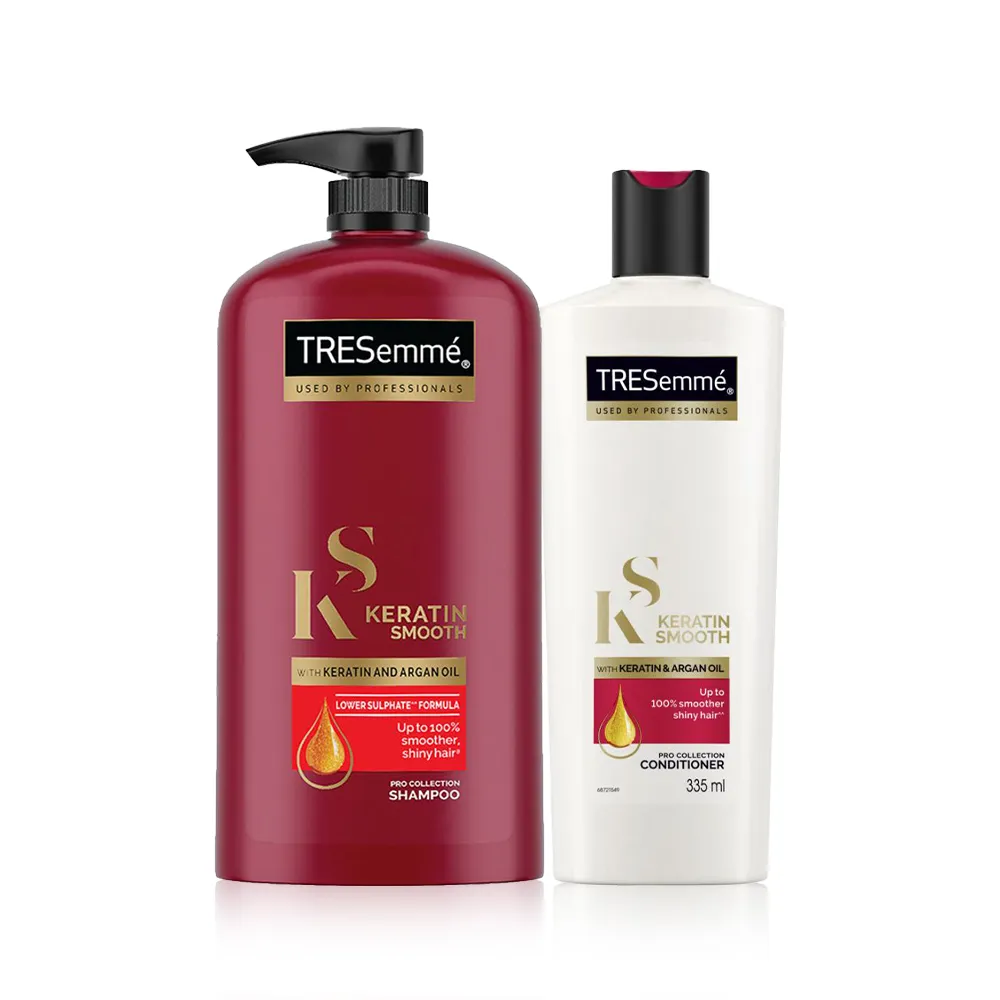 TRESemmé®
USED BY PROFESSIONALS
KS
KERATIN
SMOOTH
WITH KERATIN AND ARGAN OIL
LOWER SULPHATE** FORMULA
Up to 100%
smoother,
shiny hair#
PRO COLLECTION
SHAMPOO
TRESemmé®
USED BY PROFESSIONALS
KS
KERATIN
SMOOTH
WITH KERATIN & ARGAN OIL
Up to
100% smoother
shiny hair^^
PRO COLLECTION
CONDITIONER
68721849
335 ml